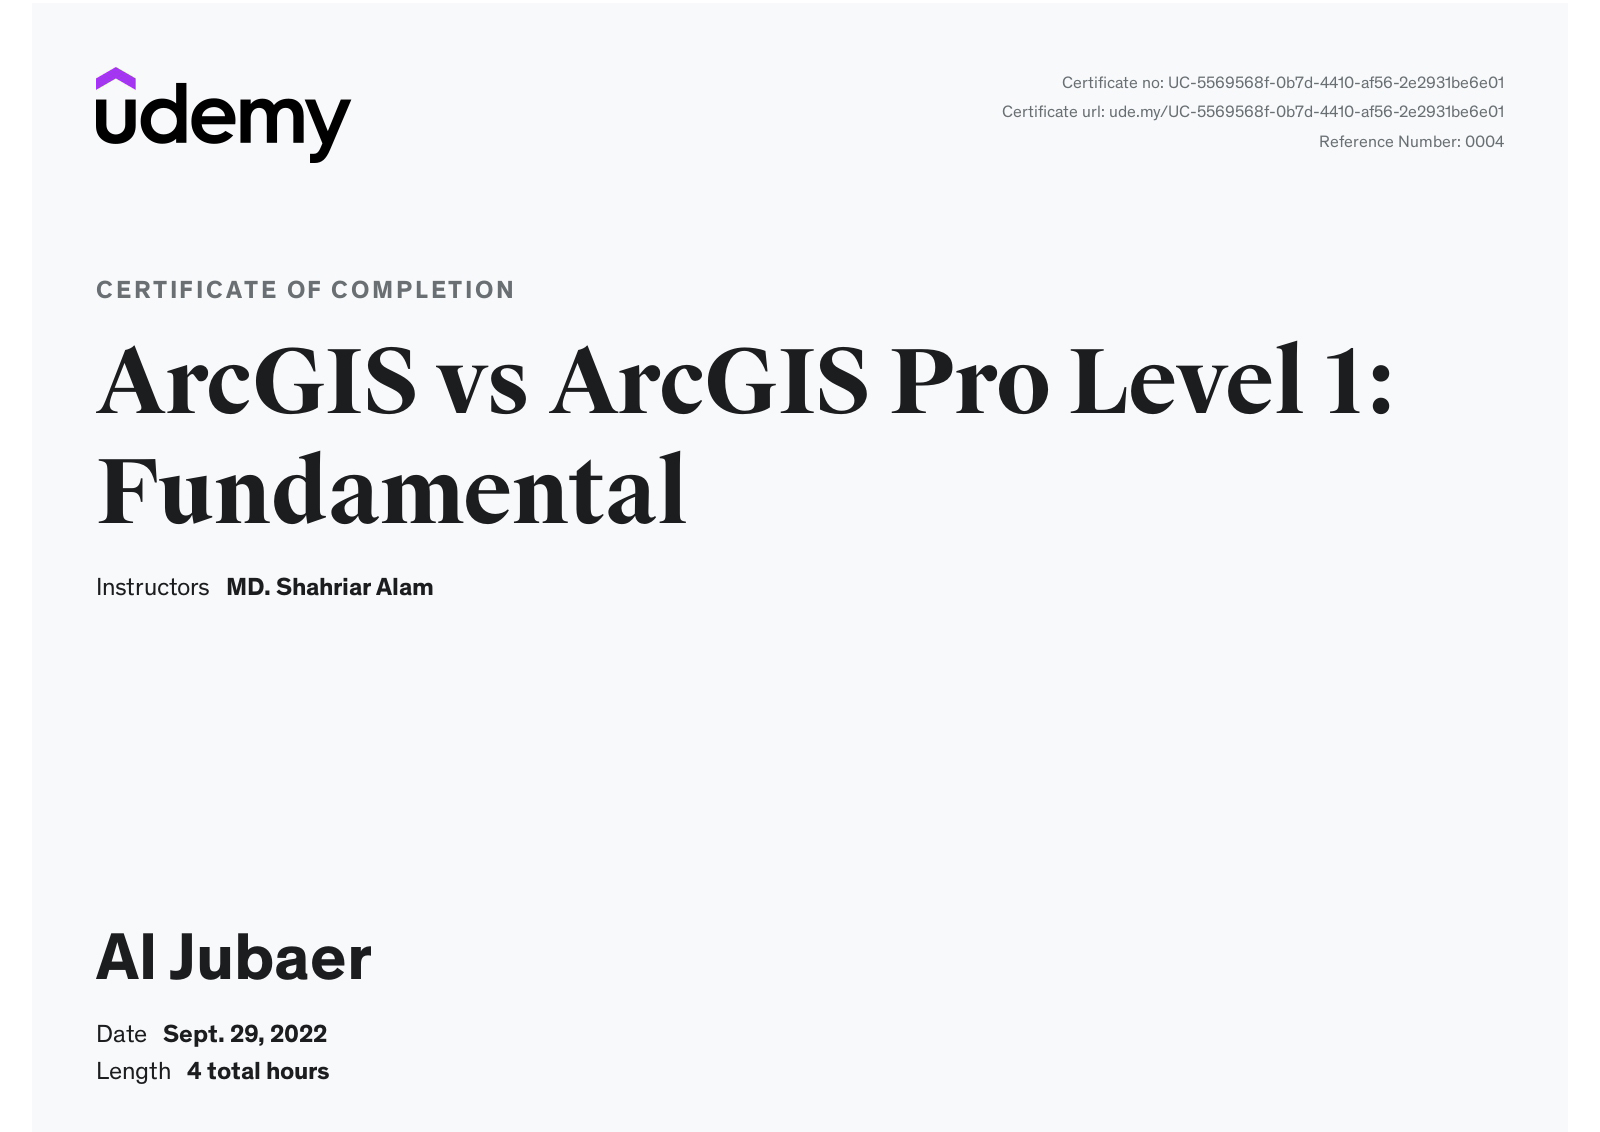 udemy
Certificate no: UC-5569568f-0b7d-4410-af56-2e2931be6e01
Certificate url: ude.my/UC-5569568f-0b7d-4410-af56-2e2931be6e01
Reference Number: 0004
CERTIFICATE OF COMPLETION
ArcGIS vs ArcGIS Pro Level 1:
Fundamental
Instructors MD. Shahriar Alam
Al Jubaer
Date Sept. 29, 2022
Length 4 total hours